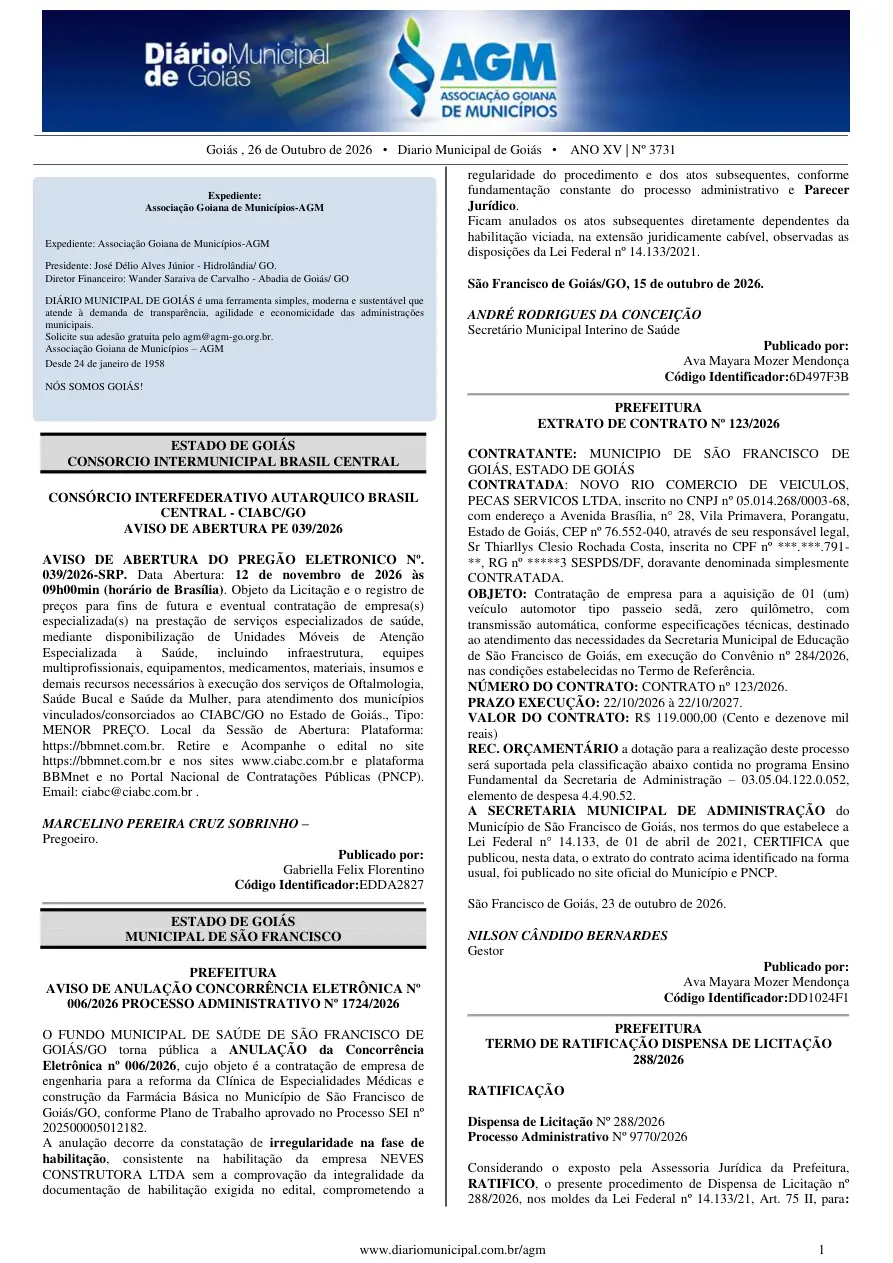 DiárioMunicipal
de Goiás
AGM
ASSOCIAÇÃO GOIANA
DE MUNICÍPIOS
Goiás , 26 de Outubro de 2026 • Diario Municipal de Goiás • ANO XV | Nº 3731
Expediente:
Associação Goiana de Municípios-AGM
Expediente: Associação Goiana de Municípios-AGM
Presidente: José Délio Alves Júnior - Hidrolândia/ GO.
Diretor Financeiro: Wander Saraiva de Carvalho - Abadia de Goiás/ GO
DIÁRIO MUNICIPAL DE GOIÁS é uma ferramenta simples, moderna e sustentável que
atende à demanda de transparência, agilidade e economicidade das administrações
municipais.
Solicite sua adesão gratuita pelo agm@agm-go.org.br.
Associação Goiana de Municípios – AGM
Desde 24 de janeiro de 1958
NÓS SOMOS GOIÁS!
ESTADO DE GOIÁS
CONSORCIO INTERMUNICIPAL BRASIL CENTRAL
CONSÓRCIO INTERFEDERATIVO AUTARQUICO BRASIL
CENTRAL - CIABC/GO
AVISO DE ABERTURA PE 039/2026
AVISO DE ABERTURA DO PREGÃO ELETRONICO Nº.
039/2026-SRP. Data Abertura: 12 de novembro de 2026 às
09h00min (horário de Brasília). Objeto da Licitação e o registro de
preços para fins de futura e eventual contratação de empresa(s)
especializada(s) na prestação de serviços especializados de saúde,
mediante disponibilização de Unidades Móveis de Atenção
Especializada à Saúde, incluindo infraestrutura, equipes
multiprofissionais, equipamentos, medicamentos, materiais, insumos e
demais recursos necessários à execução dos serviços de Oftalmologia,
Saúde Bucal e Saúde da Mulher, para atendimento dos municípios
vinculados/consorciados ao CIABC/GO no Estado de Goiás., Tipo:
MENOR PREÇO. Local da Sessão de Abertura: Plataforma:
https://bbmnet.com.br. Retire e Acompanhe o edital no site
https://bbmnet.com.br e nos sites www.ciabc.com.br e plataforma
BBMnet e no Portal Nacional de Contratações Públicas (PNCP).
Email: ciabc@ciabc.com.br .
MARCELINO PEREIRA CRUZ SOBRINHO –
Pregoeiro.
Publicado por:
Gabriella Felix Florentino
Código Identificador:EDDA2827
ESTADO DE GOIÁS
MUNICIPAL DE SÃO FRANCISCO
PREFEITURA
AVISO DE ANULAÇÃO CONCORRÊNCIA ELETRÔNICA Nº
006/2026 PROCESSO ADMINISTRATIVO Nº 1724/2026
O FUNDO MUNICIPAL DE SAÚDE DE SÃO FRANCISCO DE
GOIÁS/GO torna pública a ANULAÇÃO da Concorrência
Eletrônica nº 006/2026, cujo objeto é a contratação de empresa de
engenharia para a reforma da Clínica de Especialidades Médicas e
construção da Farmácia Básica no Município de São Francisco de
Goiás/GO, conforme Plano de Trabalho aprovado no Processo SEI nº
202500005012182.
A anulação decorre da constatação de irregularidade na fase de
habilitação, consistente na habilitação da empresa NEVES
CONSTRUTORA LTDA sem a comprovação da integralidade da
documentação de habilitação exigida no edital, comprometendo a
regularidade do procedimento e dos atos subsequentes, conforme
fundamentação constante do processo administrativo e Parecer
Jurídico.
Ficam anulados os atos subsequentes diretamente dependentes da
habilitação viciada, na extensão juridicamente cabível, observadas as
disposições da Lei Federal nº 14.133/2021.
São Francisco de Goiás/GO, 15 de outubro de 2026.
ANDRÉ RODRIGUES DA CONCEIÇÃO
Secretário Municipal Interino de Saúde
Publicado por:
Ava Mayara Mozer Mendonça
Código Identificador:6D497F3B
PREFEITURA
EXTRATO DE CONTRATO Nº 123/2026
CONTRATANTE: MUNICIPIO DE SÃO FRANCISCO DE
GOIÁS, ESTADO DE GOIÁS
CONTRATADA: NOVO RIO COMERCIO DE VEICULOS,
PECAS SERVICOS LTDA, inscrito no CNPJ nº 05.014.268/0003-68,
com endereço a Avenida Brasília, n° 28, Vila Primavera, Porangatu,
Estado de Goiás, CEP nº 76.552-040, através de seu responsável legal,
Sr Thiarllys Clesio Rochada Costa, inscrita no CPF nº ***.***.791-
**, RG nº *****3 SESPDS/DF, doravante denominada simplesmente
CONTRATADA.
OBJETO: Contratação de empresa para a aquisição de 01 (um)
veículo automotor tipo passeio sedã, zero quilômetro, com
transmissão automática, conforme especificações técnicas, destinado
ao atendimento das necessidades da Secretaria Municipal de Educação
de São Francisco de Goiás, em execução do Convênio nº 284/2026,
nas condições estabelecidas no Termo de Referência.
NÚMERO DO CONTRATO: CONTRATO nº 123/2026.
PRAZO EXECUÇÃO: 22/10/2026 à 22/10/2027.
VALOR DO CONTRATO: R$ 119.000,00 (Cento e dezenove mil
reais)
REC. ORÇAMENTÁRIO a dotação para a realização deste processo
será suportada pela classificação abaixo contida no programa Ensino
Fundamental da Secretaria de Administração – 03.05.04.122.0.052,
elemento de despesa 4.4.90.52.
A SECRETARIA MUNICIPAL DE ADMINISTRAÇÃO do
Município de São Francisco de Goiás, nos termos do que estabelece a
Lei Federal n° 14.133, de 01 de abril de 2021, CERTIFICA que
publicou, nesta data, o extrato do contrato acima identificado na forma
usual, foi publicado no site oficial do Município e PNCP.
São Francisco de Goiás, 23 de outubro de 2026.
NILSON CÂNDIDO BERNARDES
Gestor
Publicado por:
Ava Mayara Mozer Mendonça
Código Identificador:DD1024F1
PREFEITURA
TERMO DE RATIFICAÇÃO DISPENSA DE LICITAÇÃO
288/2026
RATIFICAÇÃO
Dispensa de Licitação Nº 288/2026
Processo Administrativo Nº 9770/2026
Considerando o exposto pela Assessoria Jurídica da Prefeitura,
RATIFICO, o presente procedimento de Dispensa de Licitação nº
288/2026, nos moldes da Lei Federal nº 14.133/21, Art. 75 II, para:
www.diariomunicipal.com.br/agm 1